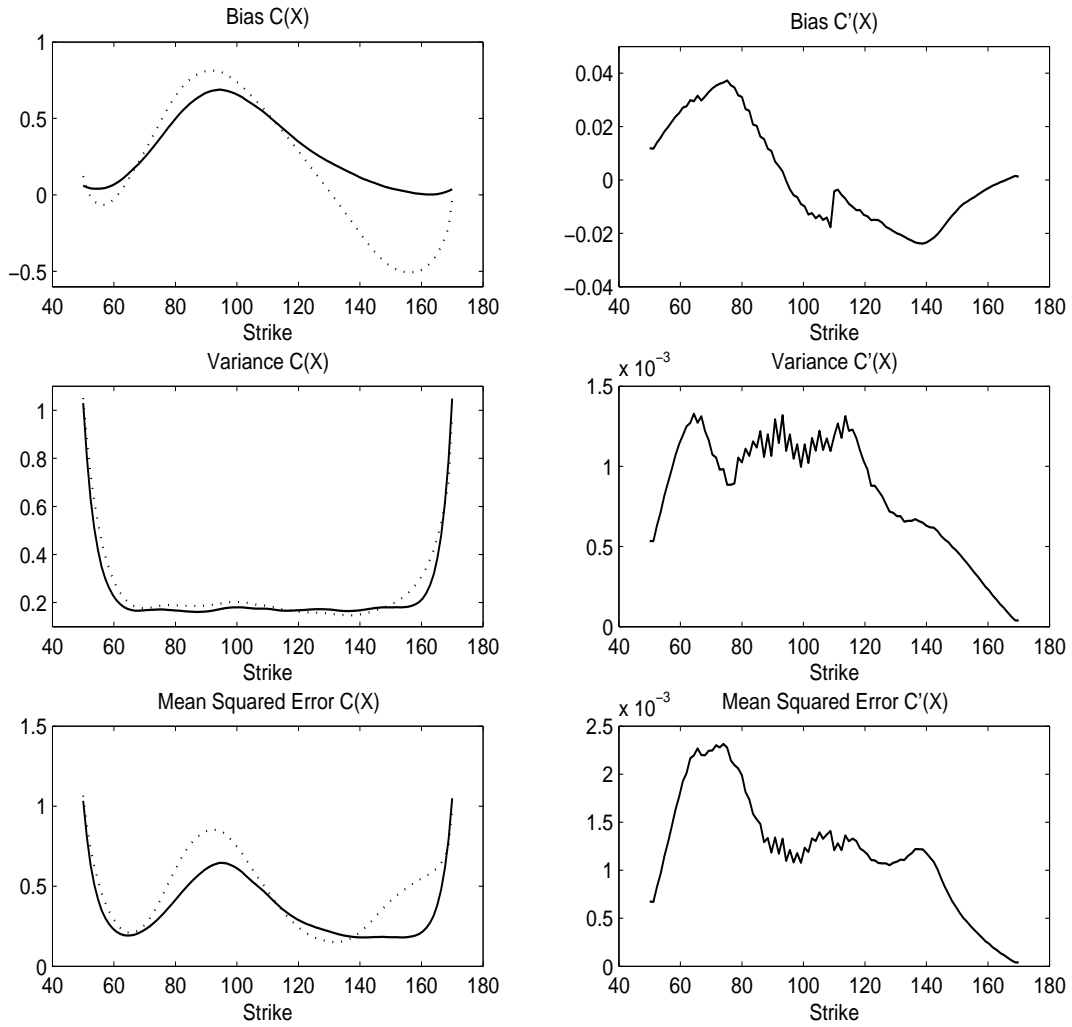 Bias C(X)
1
0.5
0
−0.5
40 60 80 100 120 140 160 180
Strike
Bias C'(X)
0.04
0.02
0
−0.02
−0.04
40 60 80 100 120 140 160 180
Strike
Variance C(X)
1
0.8
0.6
0.4
0.2
40 60 80 100 120 140 160 180
Strike
x 10⁻³
Variance C'(X)
1.5
1
0.5
0
40 60 80 100 120 140 160 180
Strike
Mean Squared Error C(X)
1.5
1
0.5
0
40 60 80 100 120 140 160 180
Strike
x 10⁻³
Mean Squared Error C'(X)
2.5
2
1.5
1
0.5
0
40 60 80 100 120 140 160 180
Strike